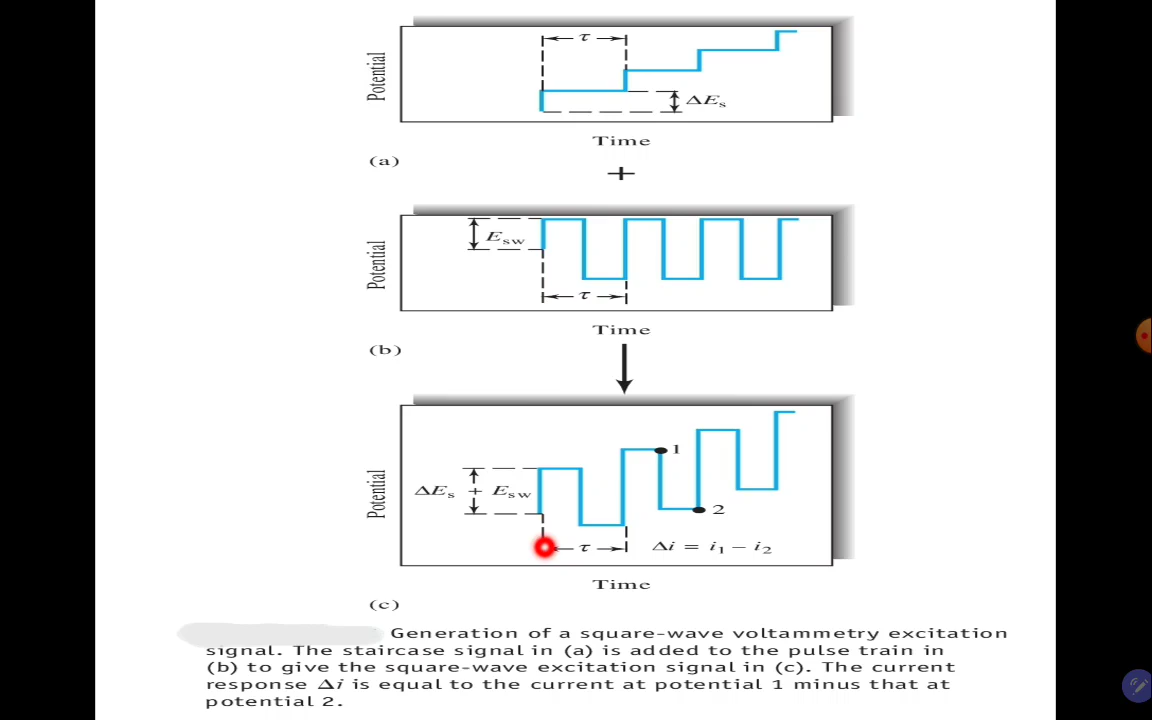 Potential
τ
ΔEs
Time
(a)
+
Potential
Esw
τ
Time
(b)
Potential
1
ΔEs + Esw
2
τ
Δi = i1 − i2
Time
(c)
Generation of a square-wave voltammetry excitation
signal. The staircase signal in (a) is added to the pulse train in
(b) to give the square-wave excitation signal in (c). The current
response Δi is equal to the current at potential 1 minus that at
potential 2.